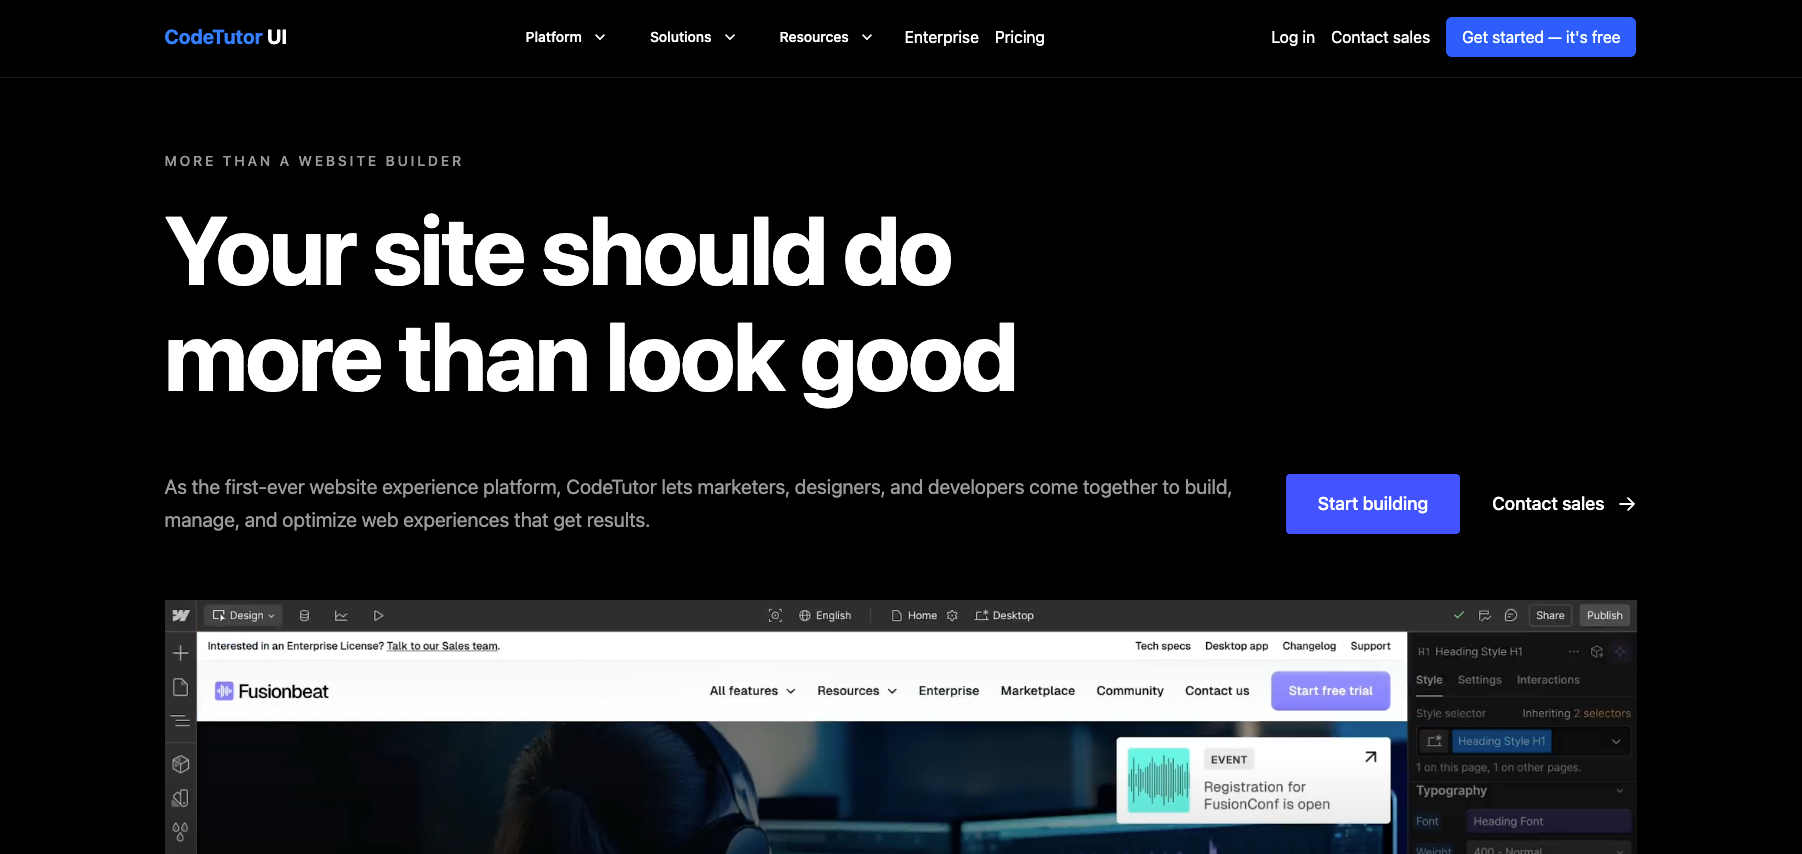 CodeTutor UI
Platform
Solutions
Resources
Enterprise
Pricing
Log in
Contact sales
Get started — it's free
MORE THAN A WEBSITE BUILDER
Your site should do
more than look good
As the first-ever website experience platform, CodeTutor lets marketers, designers, and developers come together to build,
manage, and optimize web experiences that get results.
Start building
Contact sales →
Design
English
Home
Desktop
Share
Publish
Interested in an Enterprise License? Talk to our Sales team.
Tech specs
Desktop app
Changelog
Support
H1 Heading Style H1
Fusionbeat
All features
Resources
Enterprise
Marketplace
Community
Contact us
Start free trial
Style
Settings
Interactions
Style selector
Inheriting 2 selectors
Heading Style H1
1 on this page, 1 on other pages.
EVENT
Registration for
FusionConf is open
Typography
Font
Heading Font
Weight
400 - Normal